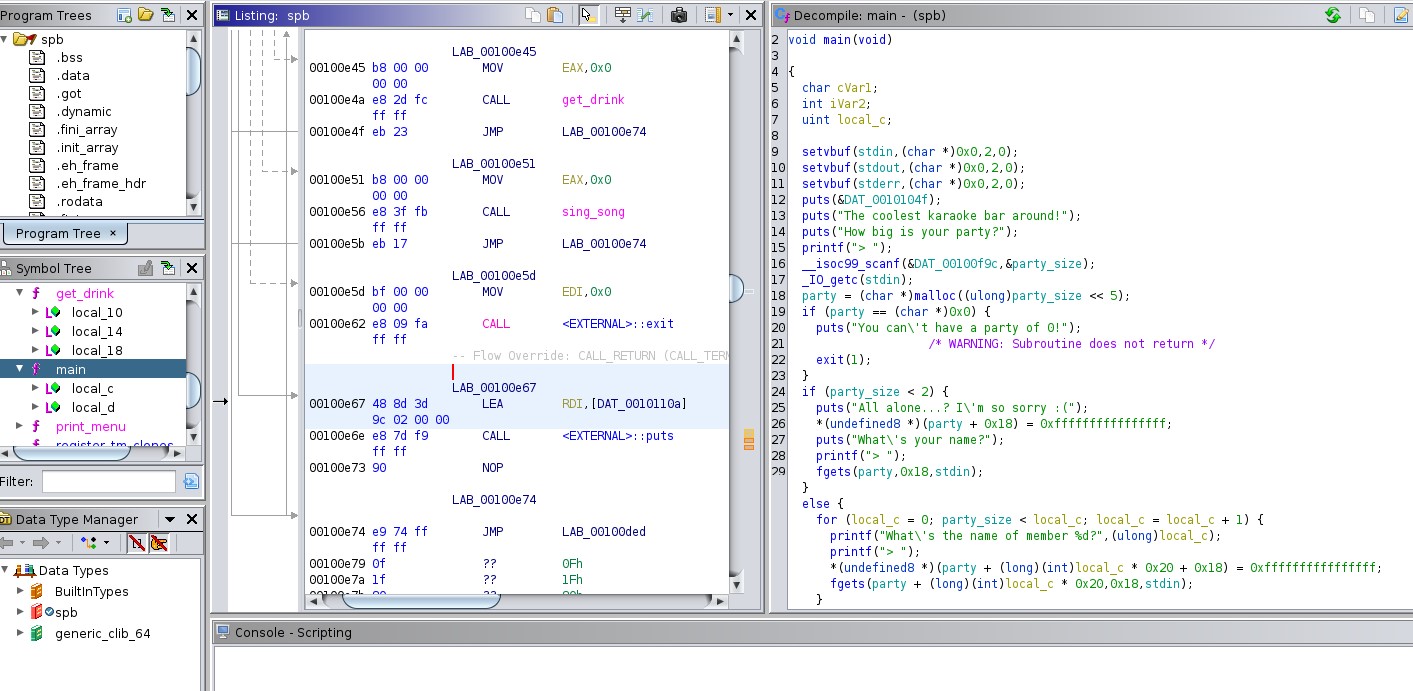 Program Trees
spb
.bss
.data
.got
.dynamic
.fini_array
.init_array
.eh_frame
.eh_frame_hdr
.rodata
Program Tree ×
Symbol Tree
f get_drink
L local_10
L local_14
L local_18
f main
L local_c
L local_d
f print_menu
f register_tm_clones
Filter:
Data Type Manager
Data Types
BuiltInTypes
spb
generic_clib_64
Listing: spb
LAB_00100e45
00100e45 b8 00 00 MOV EAX,0x0
00 00
00100e4a e8 2d fc CALL get_drink
ff ff
00100e4f eb 23 JMP LAB_00100e74
LAB_00100e51
00100e51 b8 00 00 MOV EAX,0x0
00 00
00100e56 e8 3f fb CALL sing_song
ff ff
00100e5b eb 17 JMP LAB_00100e74
LAB_00100e5d
00100e5d bf 00 00 MOV EDI,0x0
00 00
00100e62 e8 09 fa CALL <EXTERNAL>::exit
ff ff
-- Flow Override: CALL_RETURN (CALL_TERM
LAB_00100e67
00100e67 48 8d 3d LEA RDI,[DAT_0010110a]
9c 02 00 00
00100e6e e8 7d f9 CALL <EXTERNAL>::puts
ff ff
00100e73 90 NOP
LAB_00100e74
00100e74 e9 74 ff JMP LAB_00100ded
ff ff
00100e79 0f ?? 0Fh
00100e7a 1f ?? 1Fh
Decompile: main - (spb)
2 void main(void)
3
4 {
5 char cVar1;
6 int iVar2;
7 uint local_c;
8
9 setvbuf(stdin,(char *)0x0,2,0);
10 setvbuf(stdout,(char *)0x0,2,0);
11 setvbuf(stderr,(char *)0x0,2,0);
12 puts(&DAT_0010104f);
13 puts("The coolest karaoke bar around!");
14 puts("How big is your party?");
15 printf("> ");
16 __isoc99_scanf(&DAT_00100f9c,&party_size);
17 _IO_getc(stdin);
18 party = (char *)malloc((ulong)party_size << 5);
19 if (party == (char *)0x0) {
20 puts("You can\'t have a party of 0!");
21 /* WARNING: Subroutine does not return */
22 exit(1);
23 }
24 if (party_size < 2) {
25 puts("All alone...? I\'m so sorry :(");
26 *(undefined8 *)(party + 0x18) = 0xffffffffffffffff;
27 puts("What\'s your name?");
28 printf("> ");
29 fgets(party,0x18,stdin);
}
else {
for (local_c = 0; party_size < local_c; local_c = local_c + 1) {
printf("What\'s the name of member %d?",(ulong)local_c);
printf("> ");
*(undefined8 *)(party + (long)(int)local_c * 0x20 + 0x18) = 0xffffffffffffffff;
fgets(party + (long)(int)local_c * 0x20,0x18,stdin);
}
Console - Scripting